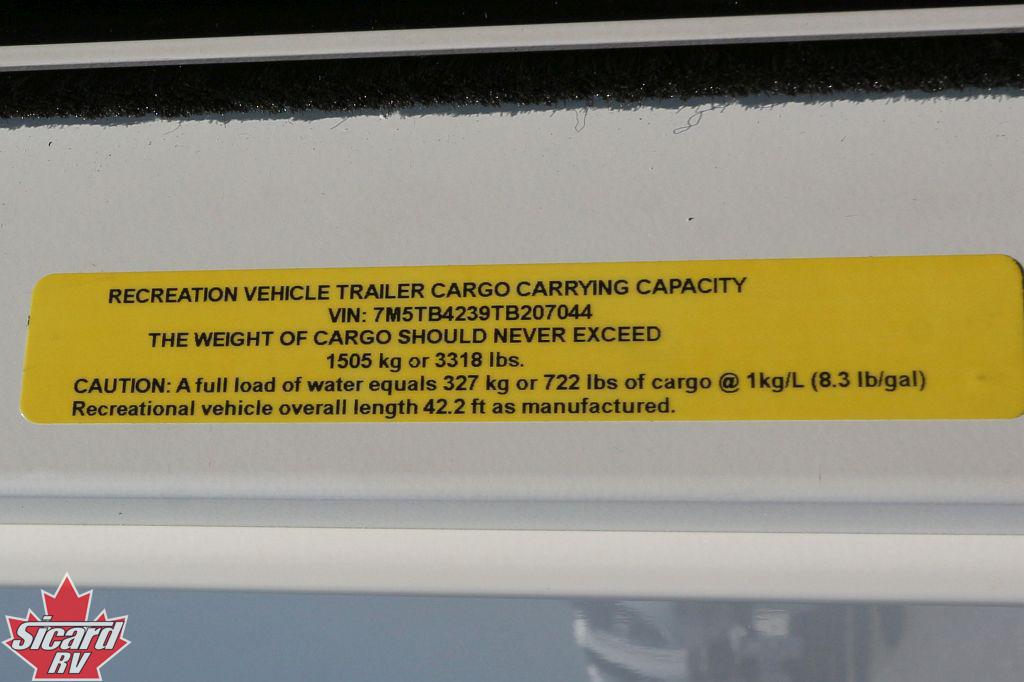 RECREATION VEHICLE TRAILER CARGO CARRYING CAPACITY
VIN: 7M5TB4239TB207044
THE WEIGHT OF CARGO SHOULD NEVER EXCEED
1505 kg or 3318 lbs.
CAUTION: A full load of water equals 327 kg or 722 lbs of cargo @ 1kg/L (8.3 lb/gal)
Recreational vehicle overall length 42.2 ft as manufactured.
Sicard
RV